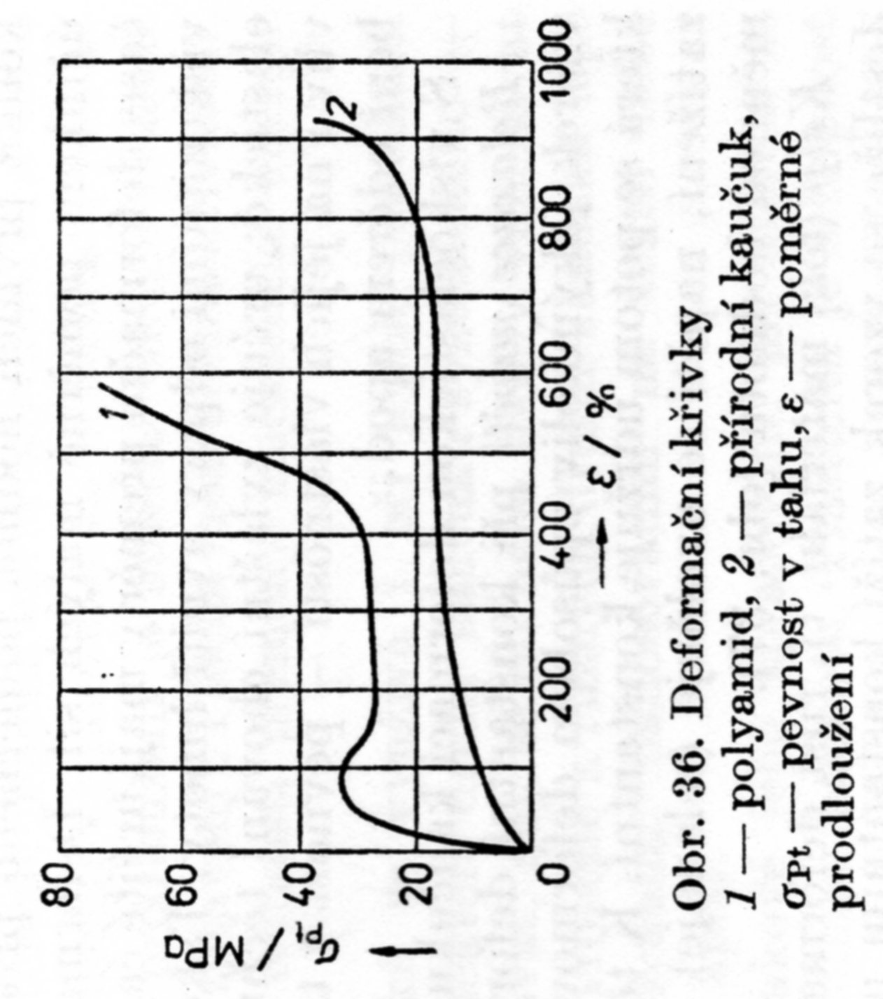 80
60
40
20
0
200
400
600
800
1000
σPt / MPa
ε / %
1
2
Obr. 36. Deformační křivky
1 — polyamid, 2 — přírodní kaučuk,
σPt — pevnost v tahu, ε — poměrné
prodloužení